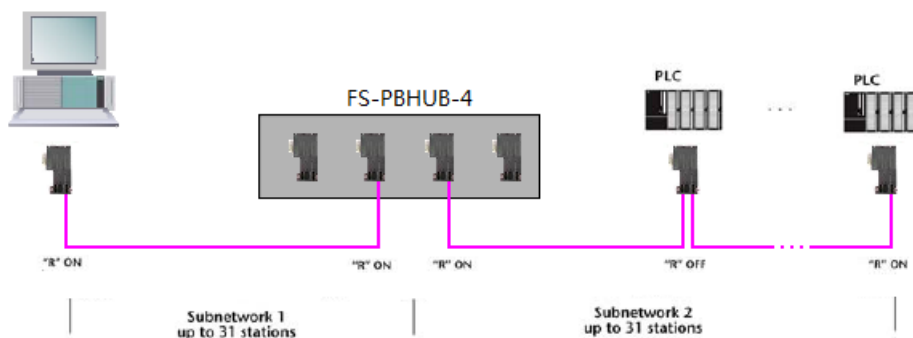 FS-PBHUB-4
PLC
...
PLC
"R" ON
"R" ON
"R" ON
"R" OFF
"R" ON
Subnetwork 1
up to 31 stations
Subnetwork 2
up to 31 stations